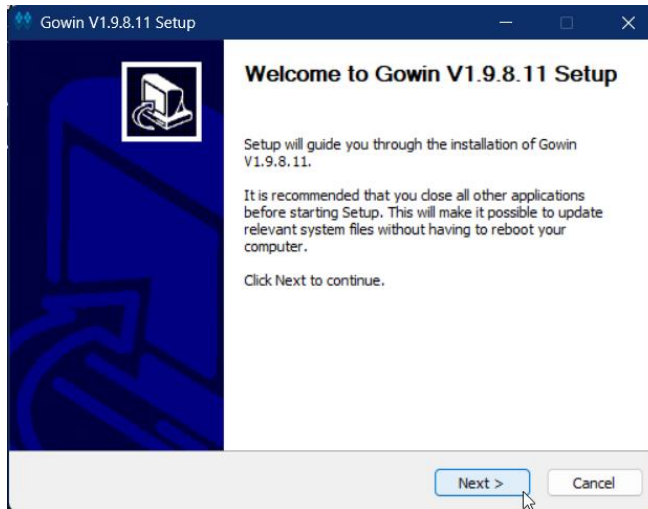 Gowin V1.9.8.11 Setup
Welcome to Gowin V1.9.8.11 Setup
Setup will guide you through the installation of Gowin
V1.9.8.11.
It is recommended that you close all other applications
before starting Setup. This will make it possible to update
relevant system files without having to reboot your
computer.
Click Next to continue.
Next >
Cancel